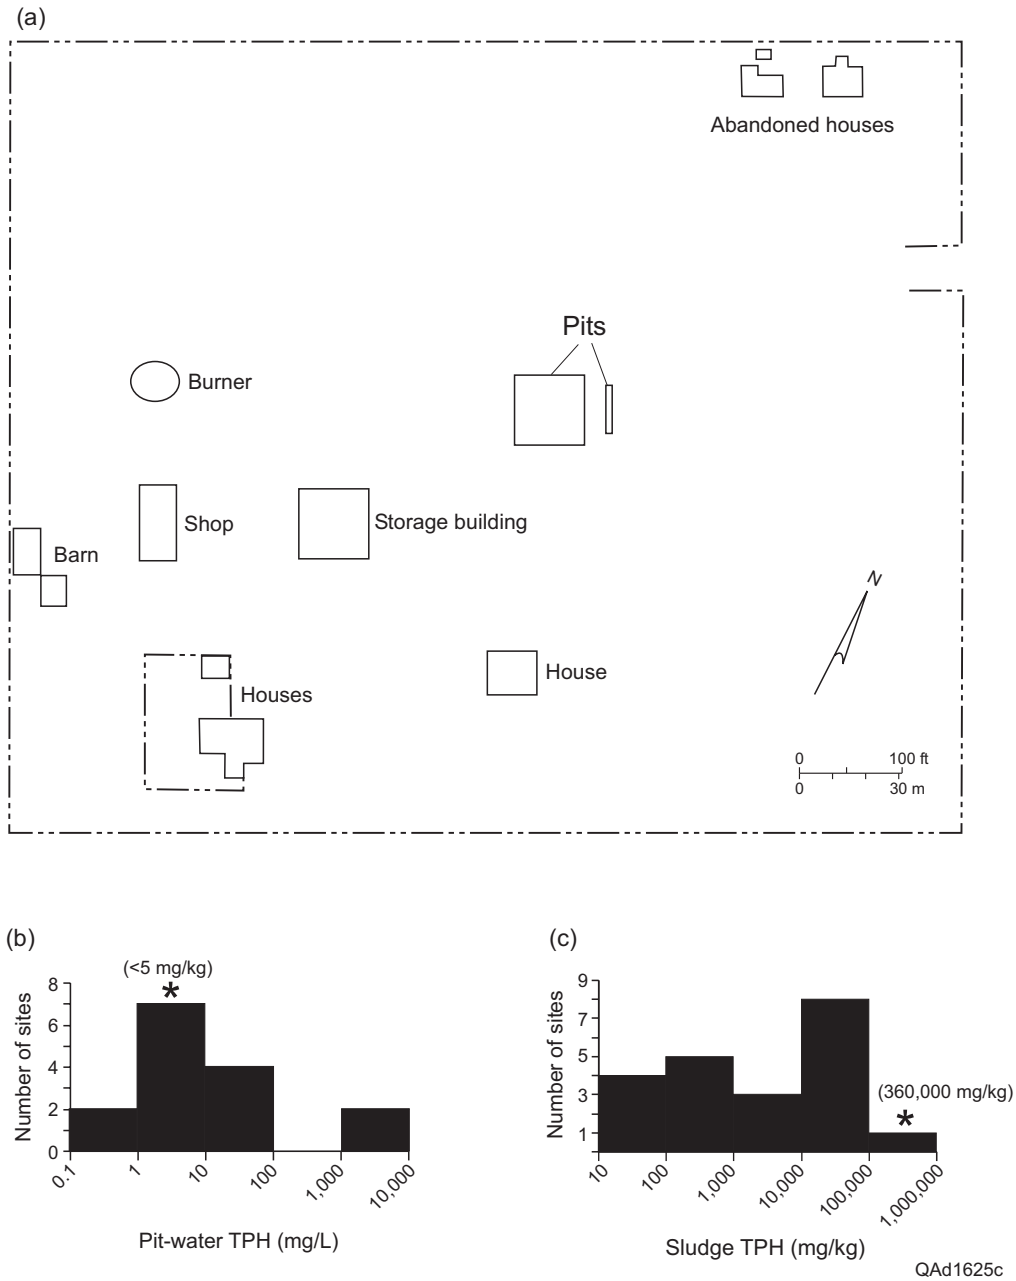 (a)
Abandoned houses
Pits
Burner
Shop
Storage building
Barn
N
House
Houses
0 100 ft
0 30 m
(b)
(<5 mg/kg)
*
Number of sites
8
6
4
2
0
0.1 1 10 100 1,000 10,000
Pit-water TPH (mg/L)
(c)
Number of sites
9
7
5
3
1
(360,000 mg/kg)
*
10 100 1,000 10,000 100,000 1,000,000
Sludge TPH (mg/kg)
QAd1625c